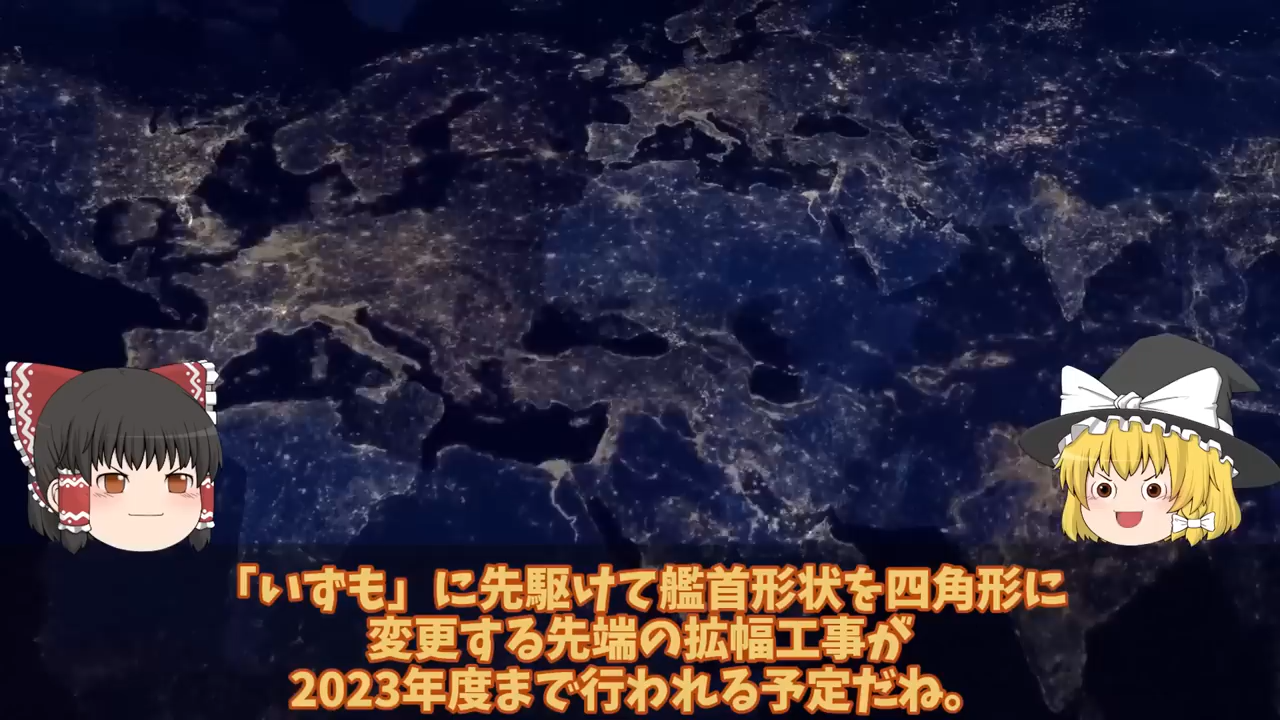 「いずも」に先駆けて艦首形状を四角形に
変更する先端の拡幅工事が
2023年度まで行われる予定だね。